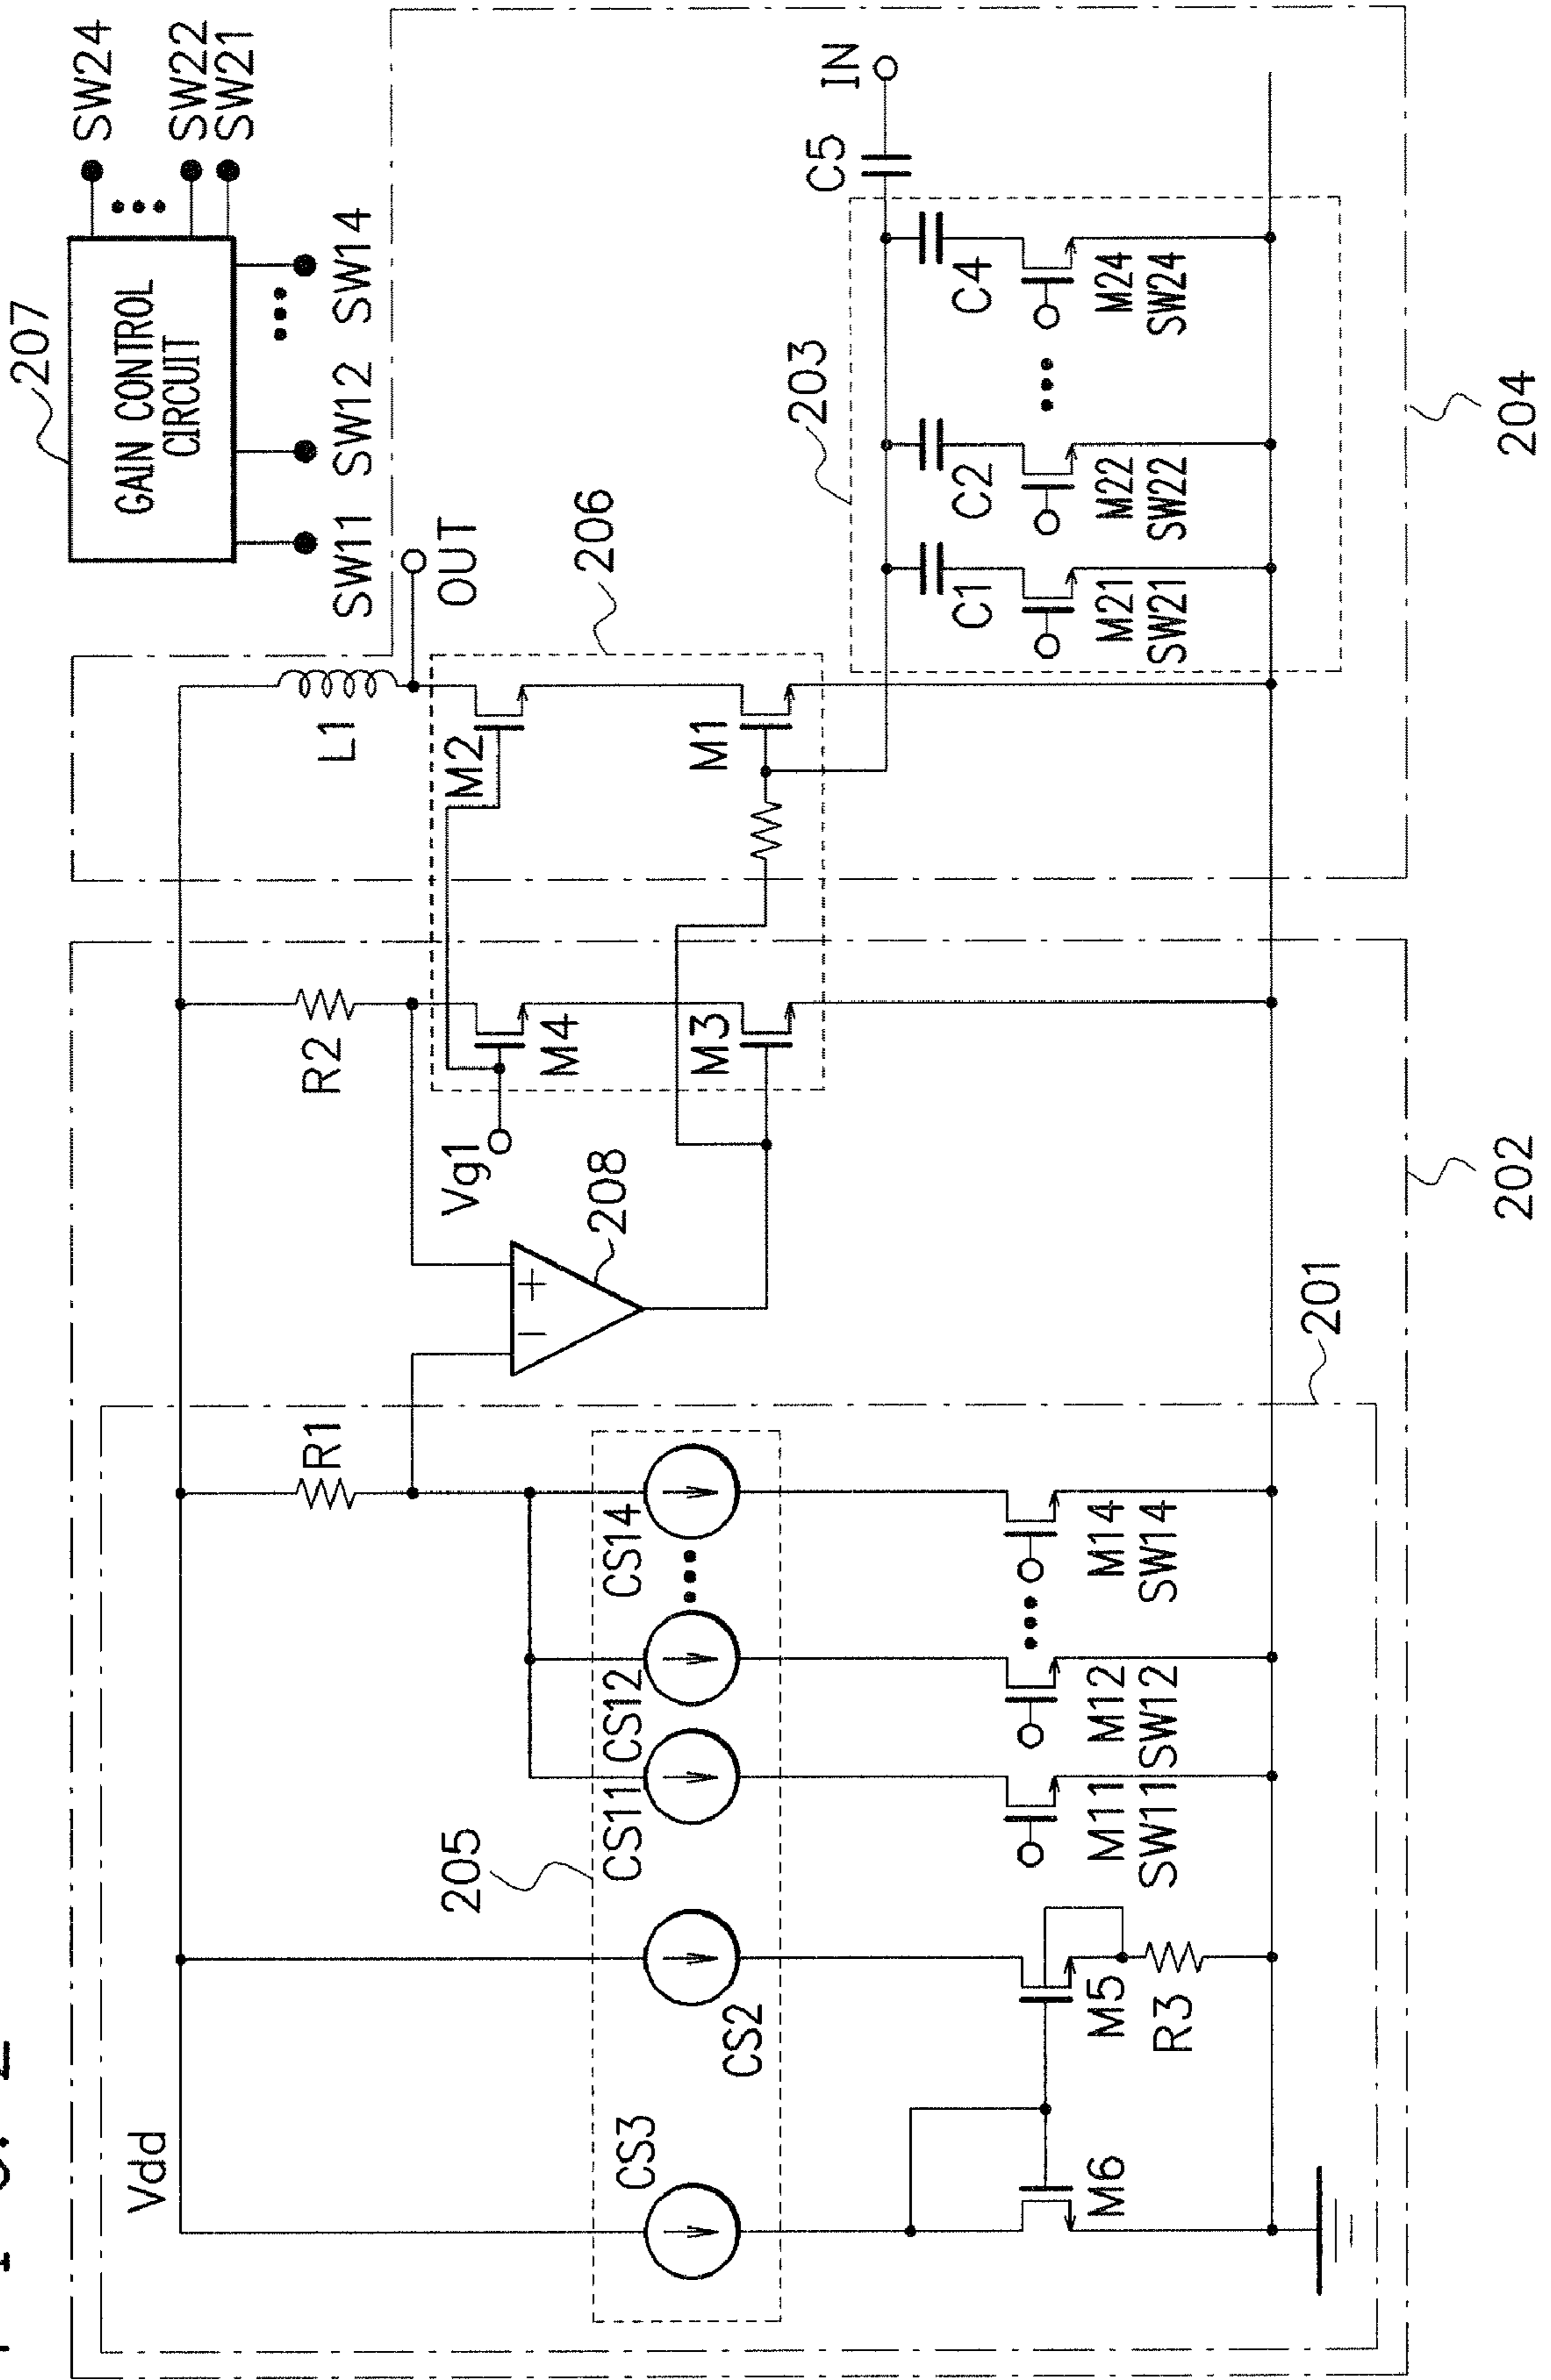 207
GAIN CONTROL
CIRCUIT
SW24
SW22
SW21
SW11
SW12
SW14
Vdd
R1
R2
L1
OUT
206
M2
M4
Vg1
M1
M3
208
203
IN
C5
C1
C2
C4
M21
SW21
M22
SW22
M24
SW24
204
205
CS3
CS2
CS11
CS12
CS14
M6
M5
R3
M11
SW11
M12
SW12
M14
SW14
201
202